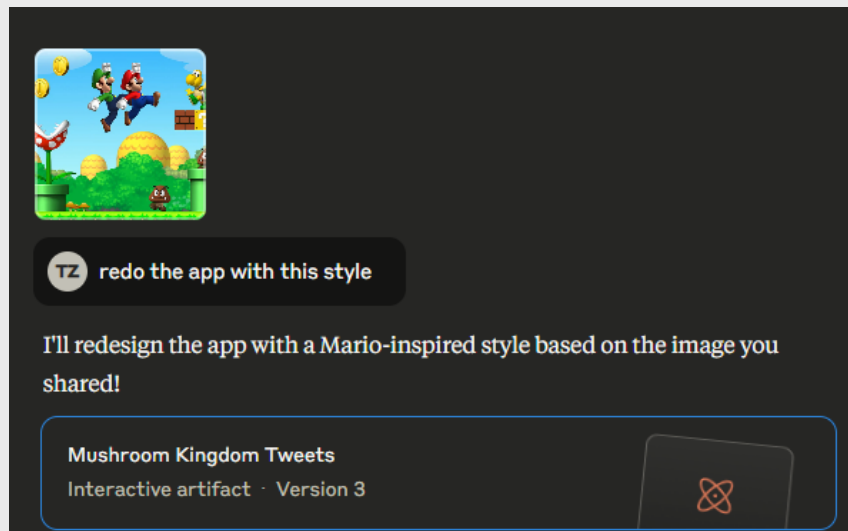 TZ redo the app with this style
I'll redesign the app with a Mario-inspired style based on the image you
shared!
Mushroom Kingdom Tweets
Interactive artifact · Version 3